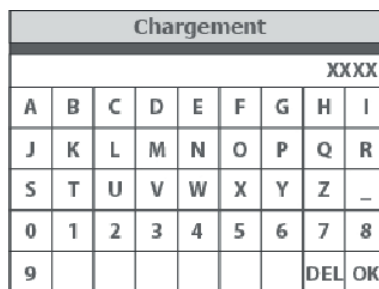 Chargement
XXXX
A B C D E F G H I
J K L M N O P Q R
S T U V W X Y Z _
0 1 2 3 4 5 6 7 8
9 DEL OK